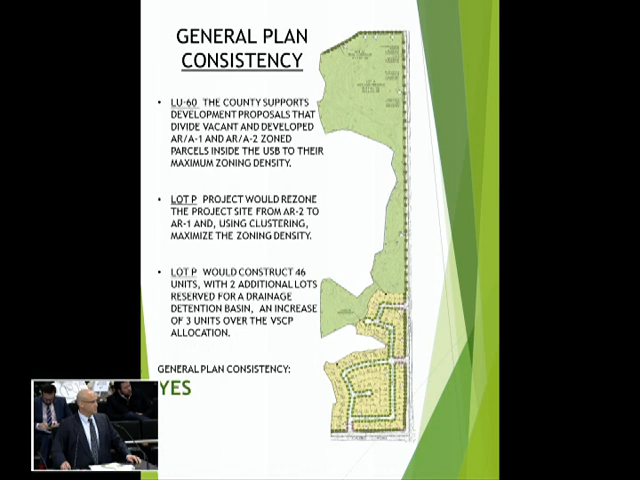 GENERAL PLAN
CONSISTENCY
• LU-60 THE COUNTY SUPPORTS
DEVELOPMENT PROPOSALS THAT
DIVIDE VACANT AND DEVELOPED
AR/A-1 AND AR/A-2 ZONED
PARCELS INSIDE THE USB TO THEIR
MAXIMUM ZONING DENSITY.
• LOT P PROJECT WOULD REZONE
THE PROJECT SITE FROM AR-2 TO
AR-1 AND, USING CLUSTERING,
MAXIMIZE THE ZONING DENSITY.
• LOT P WOULD CONSTRUCT 46
UNITS, WITH 2 ADDITIONAL LOTS
RESERVED FOR A DRAINAGE
DETENTION BASIN, AN INCREASE
OF 3 UNITS OVER THE VSCP
ALLOCATION.
GENERAL PLAN CONSISTENCY:
YES